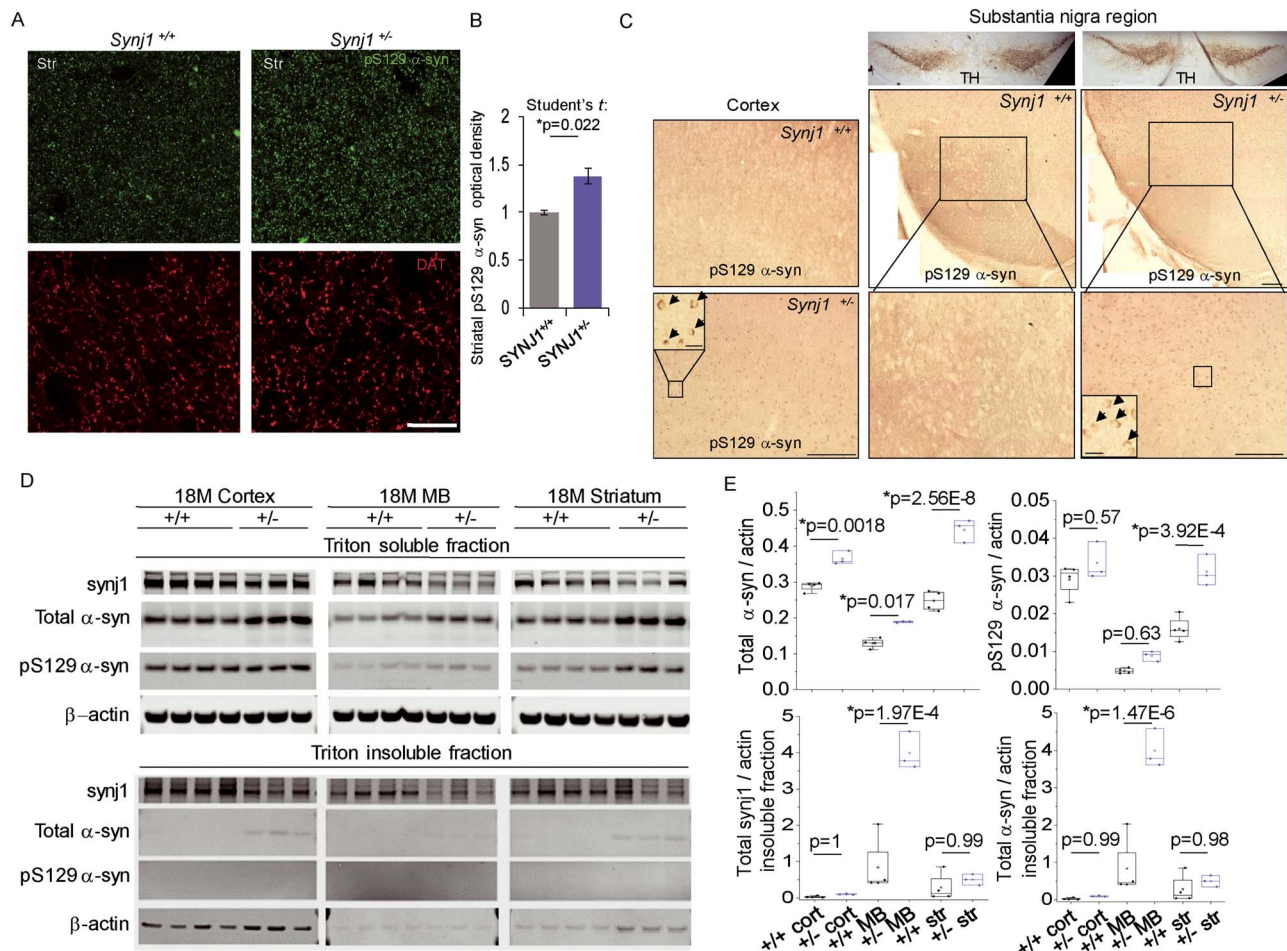 A
Synj1 +/+
Synj1 +/-
Str
Str
pS129 α-syn
DAT
B
Student's t:
*p=0.022
Striatal pS129 α-syn optical density
2
1.5
1
0.5
0
SYNJ1+/+
SYNJ1+/-
C
Substantia nigra region
TH
TH
Cortex
Synj1 +/+
Synj1 +/+
Synj1 +/-
pS129 α-syn
pS129 α-syn
pS129 α-syn
Synj1 +/-
pS129 α-syn
D
18M Cortex
18M MB
18M Striatum
+/+
+/-
+/+
+/-
+/+
+/-
Triton soluble fraction
synj1
Total α-syn
pS129 α-syn
β–actin
Triton insoluble fraction
synj1
Total α-syn
pS129 α-syn
β-actin
E
Total α-syn / actin
0.5
0.4
0.3
0.2
0.1
0.0
*p=0.0018
*p=0.017
*p=2.56E-8
pS129 α-syn / actin
0.05
0.04
0.03
0.02
0.01
0.00
p=0.57
p=0.63
*p=3.92E-4
Total synj1 / actin
insoluble fraction
5
4
3
2
1
0
p=1
*p=1.97E-4
p=0.99
+/+ cort
+/- cort
+/+ MB
+/- MB
+/+ str
+/- str
Total α-syn / actin
insoluble fraction
5
4
3
2
1
0
p=0.99
*p=1.47E-6
p=0.98
+/+ cort
+/- cort
+/+ MB
+/- MB
+/+ str
+/- str